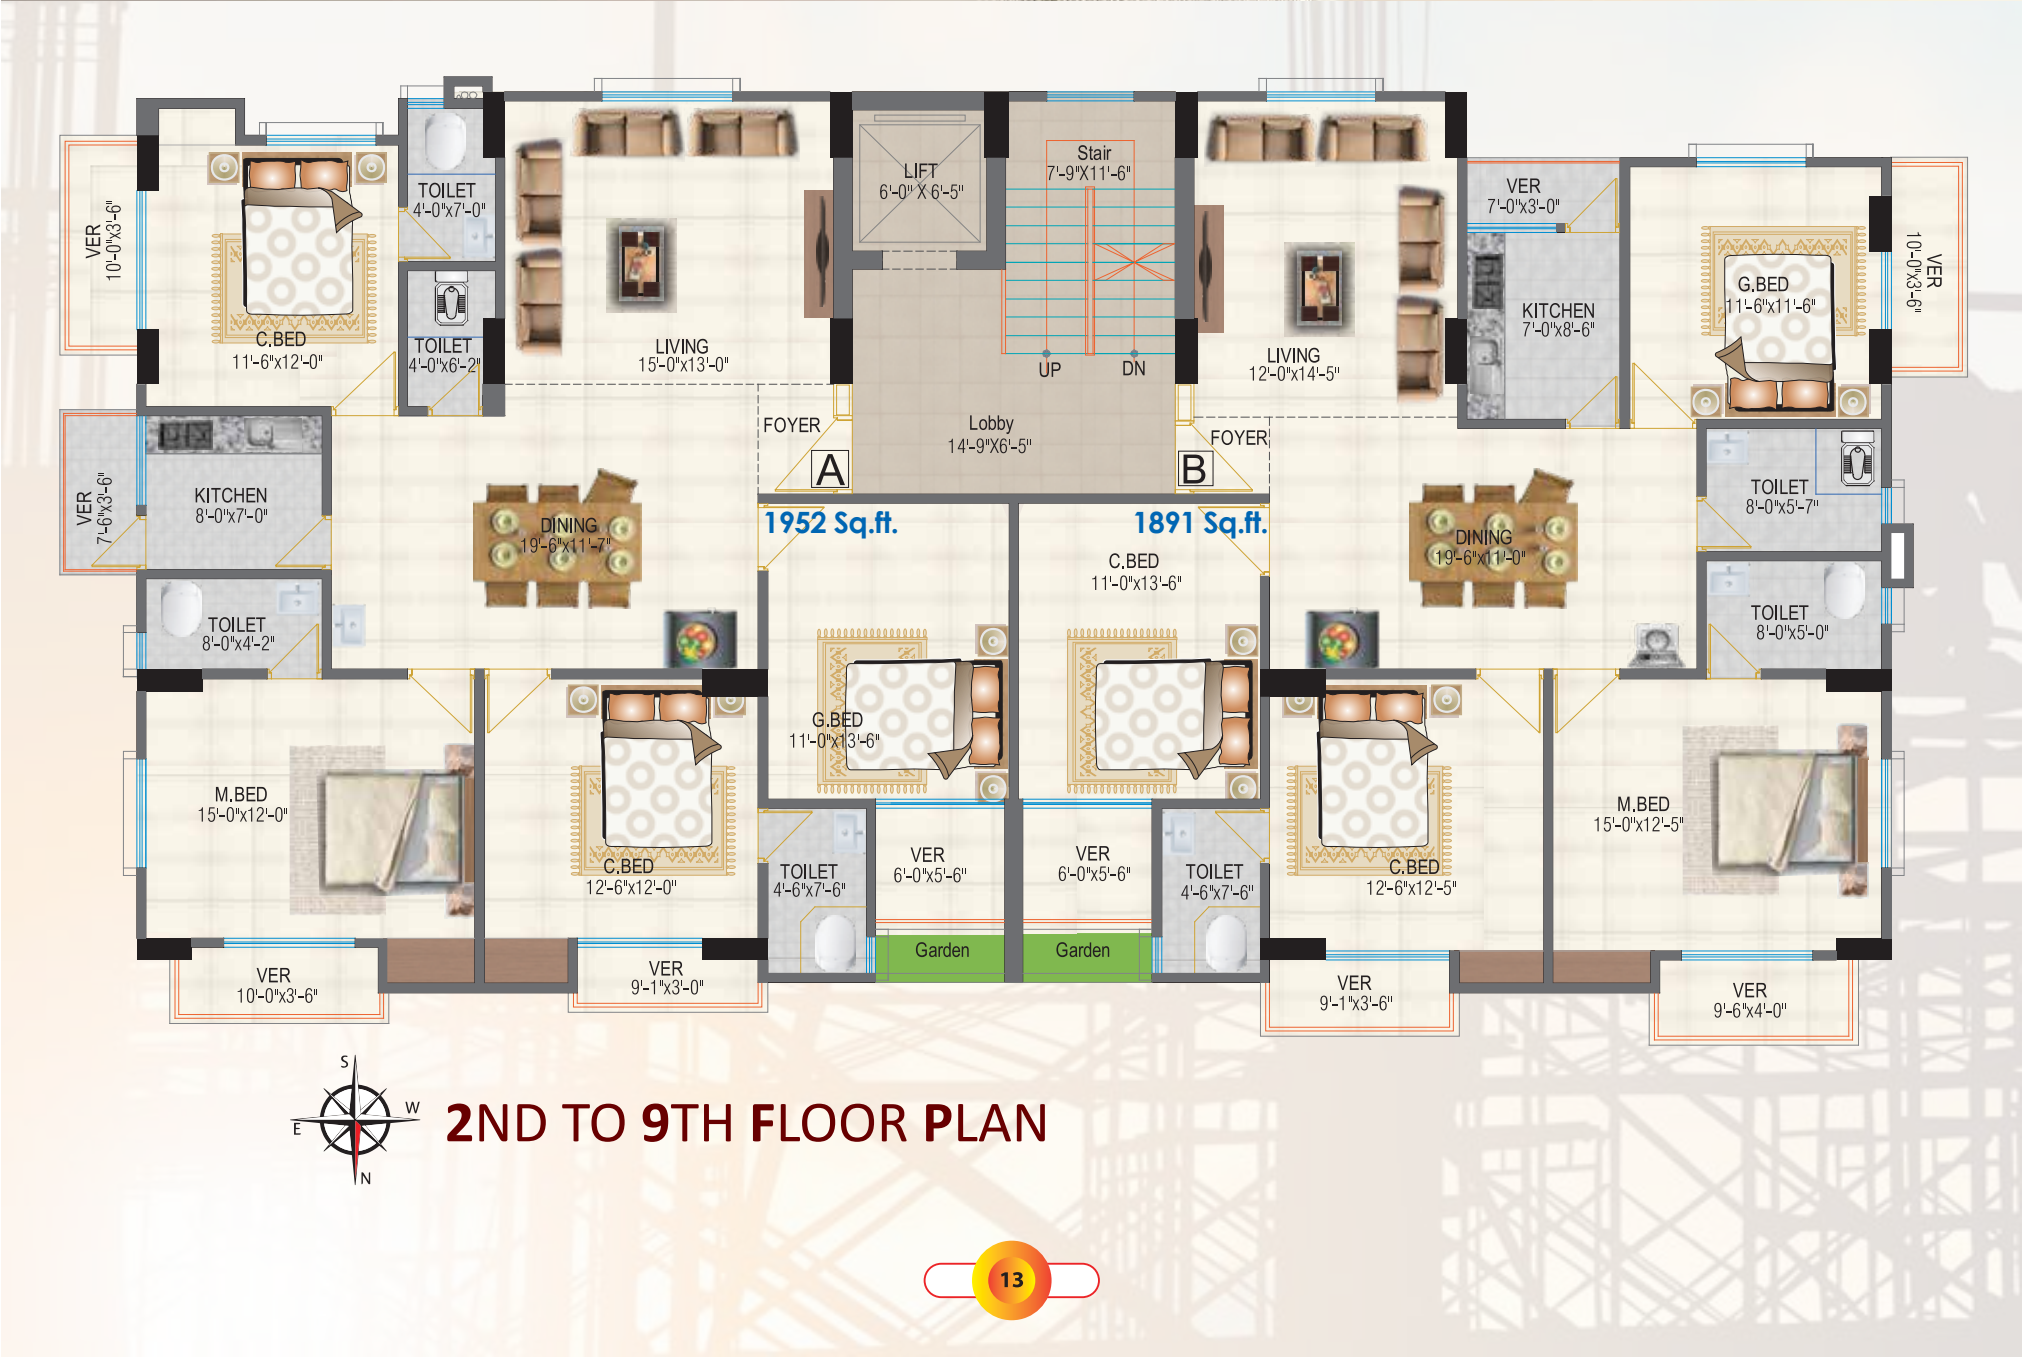 TOILET
4'-0"x7'-0"
VER
10'-0"x3'-6"
C.BED
11'-6"x12'-0"
TOILET
4'-0"x6'-2"
LIVING
15'-0"x13'-0"
LIFT
6'-0" X 6'-5"
Stair
7'-9"X11'-6"
UP
DN
LIVING
12'-0"x14'-5"
VER
7'-0"x3'-0"
KITCHEN
7'-0"x8'-6"
G.BED
11'-6"x11'-6"
VER
10'-0"x3'-6"
FOYER
A
Lobby
14'-9"X6'-5"
FOYER
B
VER
7'-6"x3'-6"
KITCHEN
8'-0"x7'-0"
DINING
19'-6"x11'-7"
1952 Sq.ft.
1891 Sq.ft.
C.BED
11'-0"x13'-6"
DINING
19'-6"x11'-0"
TOILET
8'-0"x5'-7"
TOILET
8'-0"x4'-2"
TOILET
8'-0"x5'-0"
G.BED
11'-0"x13'-6"
M.BED
15'-0"x12'-0"
C.BED
12'-6"x12'-0"
TOILET
4'-6"x7'-6"
VER
6'-0"x5'-6"
VER
6'-0"x5'-6"
TOILET
4'-6"x7'-6"
C.BED
12'-6"x12'-5"
M.BED
15'-0"x12'-5"
Garden
Garden
VER
10'-0"x3'-6"
VER
9'-1"x3'-0"
VER
9'-1"x3'-6"
VER
9'-6"x4'-0"
S
W
E
N
2ND TO 9TH FLOOR PLAN
13